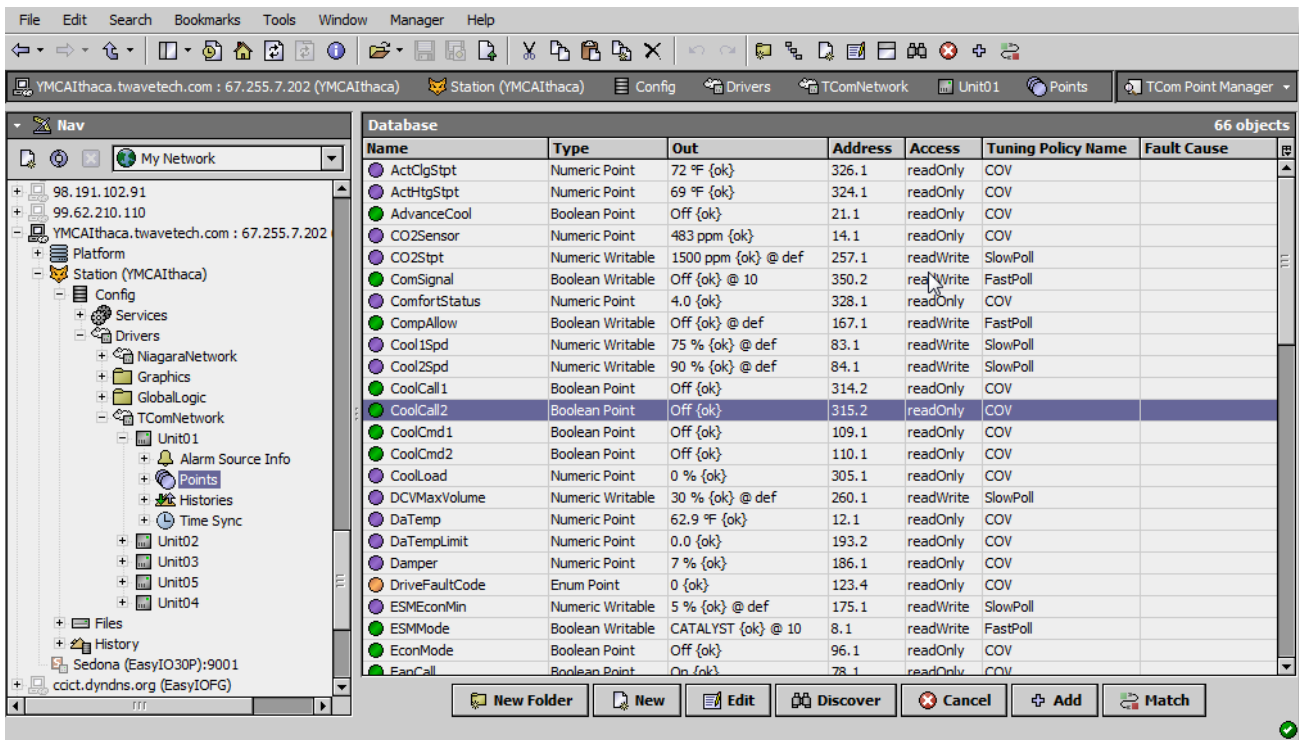 File Edit Search Bookmarks Tools Window Manager Help
YMCAIthaca.twavetech.com : 67.255.7.202 (YMCAIthaca) Station (YMCAIthaca) Config Drivers TComNetwork Unit01 Points TCom Point Manager
Nav
My Network
98.191.102.91
99.62.210.110
YMCAIthaca.twavetech.com : 67.255.7.202
Platform
Station (YMCAIthaca)
Config
Services
Drivers
NiagaraNetwork
Graphics
GlobalLogic
TComNetwork
Unit01
Alarm Source Info
Points
Histories
Time Sync
Unit02
Unit03
Unit05
Unit04
Files
History
Sedona (EasyIO30P):9001
ccict.dyndns.org (EasyIOFG)
Database 66 objects
Name Type Out Address Access Tuning Policy Name Fault Cause
ActClgStpt Numeric Point 72 °F {ok} 326.1 readOnly COV
ActHtgStpt Numeric Point 69 °F {ok} 324.1 readOnly COV
AdvanceCool Boolean Point Off {ok} 21.1 readOnly COV
CO2Sensor Numeric Point 483 ppm {ok} 14.1 readOnly COV
CO2Stpt Numeric Writable 1500 ppm {ok} @ def 257.1 readWrite SlowPoll
ComSignal Boolean Writable Off {ok} @ 10 350.2 readWrite FastPoll
ComfortStatus Numeric Point 4.0 {ok} 328.1 readOnly COV
CompAllow Boolean Writable Off {ok} @ def 167.1 readWrite FastPoll
Cool1Spd Numeric Writable 75 % {ok} @ def 83.1 readWrite SlowPoll
Cool2Spd Numeric Writable 90 % {ok} @ def 84.1 readWrite SlowPoll
CoolCall1 Boolean Point Off {ok} 314.2 readOnly COV
CoolCall2 Boolean Point Off {ok} 315.2 readOnly COV
CoolCmd1 Boolean Point Off {ok} 109.1 readOnly COV
CoolCmd2 Boolean Point Off {ok} 110.1 readOnly COV
CoolLoad Numeric Point 0 % {ok} 305.1 readOnly COV
DCVMaxVolume Numeric Writable 30 % {ok} @ def 260.1 readWrite SlowPoll
DaTemp Numeric Point 62.9 °F {ok} 12.1 readOnly COV
DaTempLimit Numeric Point 0.0 {ok} 193.2 readOnly COV
Damper Numeric Point 7 % {ok} 186.1 readOnly COV
DriveFaultCode Enum Point 0 {ok} 123.4 readOnly COV
ESMEconMin Numeric Writable 5 % {ok} @ def 175.1 readWrite SlowPoll
ESMMode Boolean Writable CATALYST {ok} @ 10 8.1 readWrite FastPoll
EconMode Boolean Point Off {ok} 96.1 readOnly COV
FanCall Boolean Point On {ok} 78.1 readOnly COV
New Folder New Edit Discover Cancel Add Match